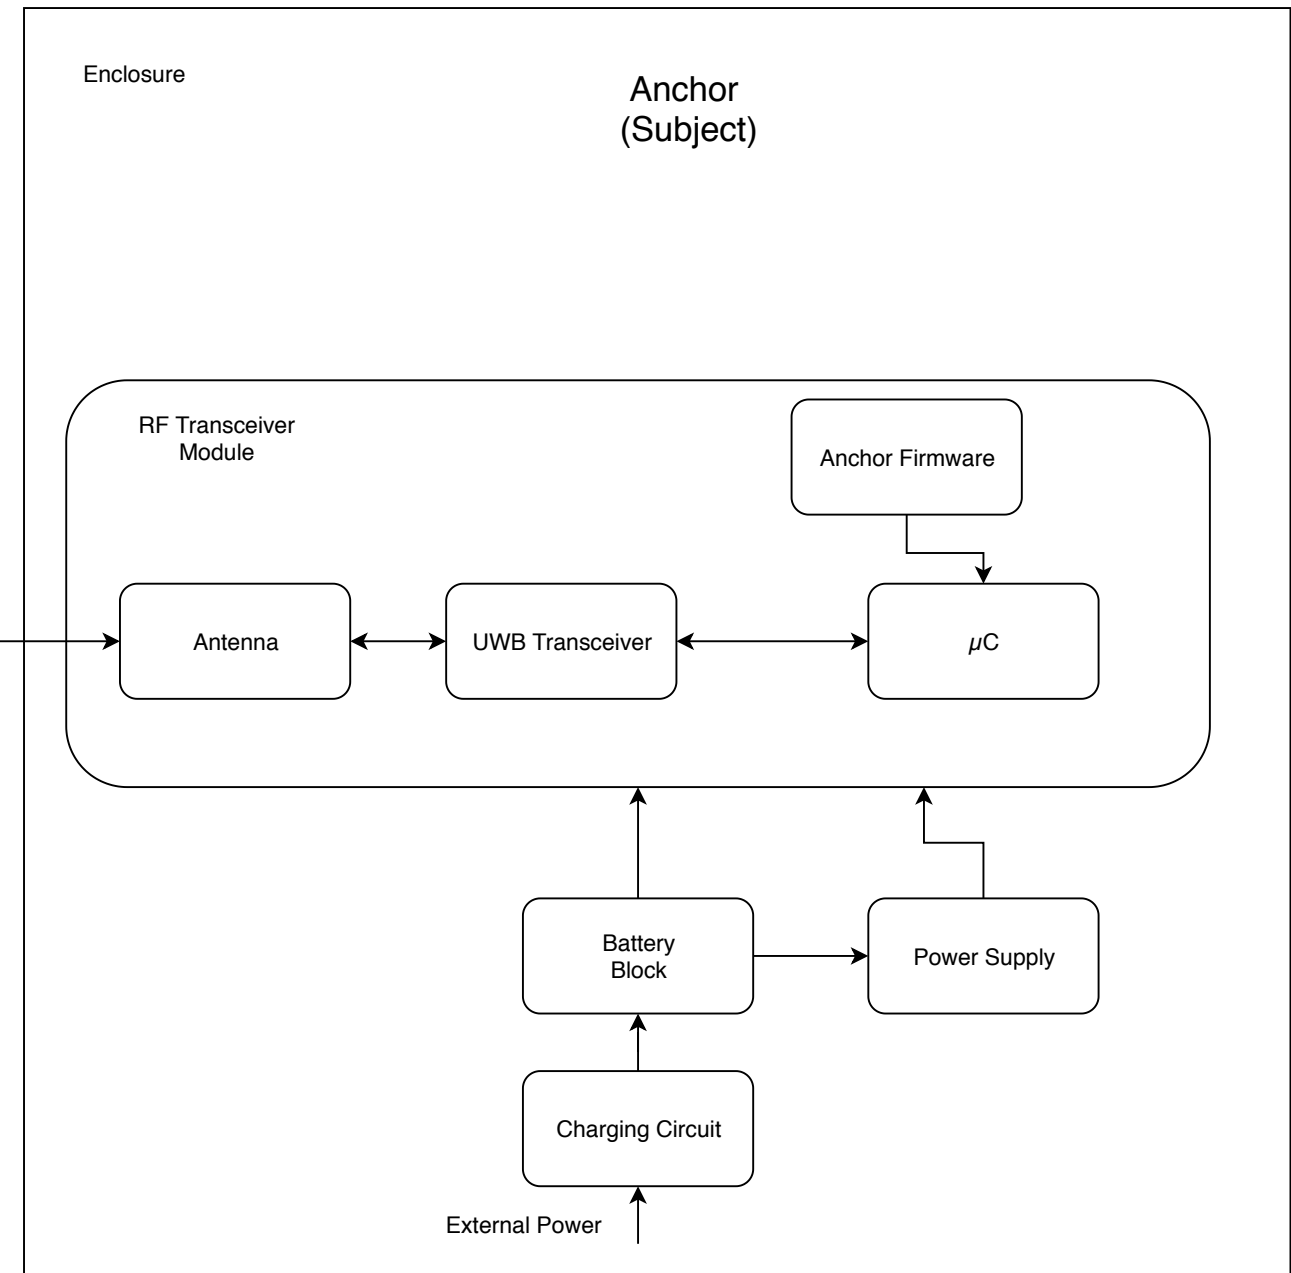 Enclosure
Anchor
(Subject)
RF Transceiver
Module
Anchor Firmware
Antenna
UWB Transceiver
µC
Battery
Block
Power Supply
Charging Circuit
External Power